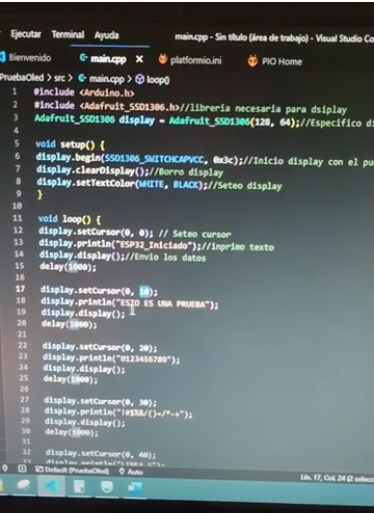 Ejecutar Terminal Ayuda main.cpp - Sin título (área de trabajo) - Visual Studio Co
Bienvenido main.cpp platformio.ini PIO Home
PruebaOled > src > main.cpp > loop()
1 #include <Arduino.h>
2 #include <Adafruit_SSD1306.h>//libreria necesaria para dsiplay
3 Adafruit_SSD1306 display = Adafruit_SSD1306(128, 64);//Especifico di
4
5 void setup() {
6 display.begin(SSD1306_SWITCHCAPVCC, 0x3c);//Inicio display con el pu
7 display.clearDisplay();//Borro display
8 display.setTextColor(WHITE, BLACK);//Seteo display
9 }
10
11 void loop() {
12 display.setCursor(0, 0); // Seteo cursor
13 display.println("ESP32_Iniciado");//inprimo texto
14 display.display();//Envio los datos
15 delay(1000);
16
17 display.setCursor(0, 10);
18 display.println("ESTO ES UNA PRUEBA");
19 display.display();
20 delay(1000);
21
22 display.setCursor(0, 20);
23 display.println("0123456789");
24 display.display();
25 delay(1000);
26
27 display.setCursor(0, 30);
28 display.println("!#$%&/()=/*-+");
29 display.display();
30 delay(1000);
31
32 display.setCursor(0, 40);
Default (PruebaOled) Auto Lín. 17, Col. 24 (2 selecc